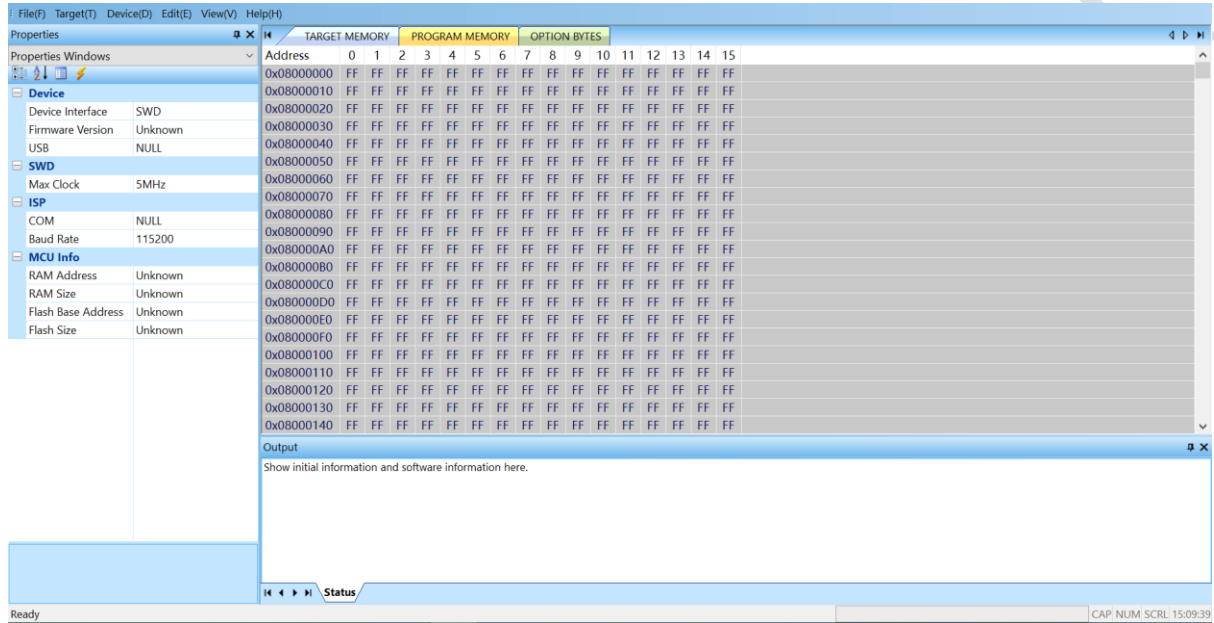 File(F) Target(T) Device(D) Edit(E) View(V) Help(H)
Properties
Properties Windows
Device
Device Interface SWD
Firmware Version Unknown
USB NULL
SWD
Max Clock 5MHz
ISP
COM NULL
Baud Rate 115200
MCU Info
RAM Address Unknown
RAM Size Unknown
Flash Base Address Unknown
Flash Size Unknown
TARGET MEMORY PROGRAM MEMORY OPTION BYTES
Address 0 1 2 3 4 5 6 7 8 9 10 11 12 13 14 15
0x08000000 FF FF FF FF FF FF FF FF FF FF FF FF FF FF FF FF
0x08000010 FF FF FF FF FF FF FF FF FF FF FF FF FF FF FF FF
0x08000020 FF FF FF FF FF FF FF FF FF FF FF FF FF FF FF FF
0x08000030 FF FF FF FF FF FF FF FF FF FF FF FF FF FF FF FF
0x08000040 FF FF FF FF FF FF FF FF FF FF FF FF FF FF FF FF
0x08000050 FF FF FF FF FF FF FF FF FF FF FF FF FF FF FF FF
0x08000060 FF FF FF FF FF FF FF FF FF FF FF FF FF FF FF FF
0x08000070 FF FF FF FF FF FF FF FF FF FF FF FF FF FF FF FF
0x08000080 FF FF FF FF FF FF FF FF FF FF FF FF FF FF FF FF
0x08000090 FF FF FF FF FF FF FF FF FF FF FF FF FF FF FF FF
0x080000A0 FF FF FF FF FF FF FF FF FF FF FF FF FF FF FF FF
0x080000B0 FF FF FF FF FF FF FF FF FF FF FF FF FF FF FF FF
0x080000C0 FF FF FF FF FF FF FF FF FF FF FF FF FF FF FF FF
0x080000D0 FF FF FF FF FF FF FF FF FF FF FF FF FF FF FF FF
0x080000E0 FF FF FF FF FF FF FF FF FF FF FF FF FF FF FF FF
0x080000F0 FF FF FF FF FF FF FF FF FF FF FF FF FF FF FF FF
0x08000100 FF FF FF FF FF FF FF FF FF FF FF FF FF FF FF FF
0x08000110 FF FF FF FF FF FF FF FF FF FF FF FF FF FF FF FF
0x08000120 FF FF FF FF FF FF FF FF FF FF FF FF FF FF FF FF
0x08000130 FF FF FF FF FF FF FF FF FF FF FF FF FF FF FF FF
0x08000140 FF FF FF FF FF FF FF FF FF FF FF FF FF FF FF FF
Output
Show initial information and software information here.
Status
Ready CAP NUM SCRL 15:09:39